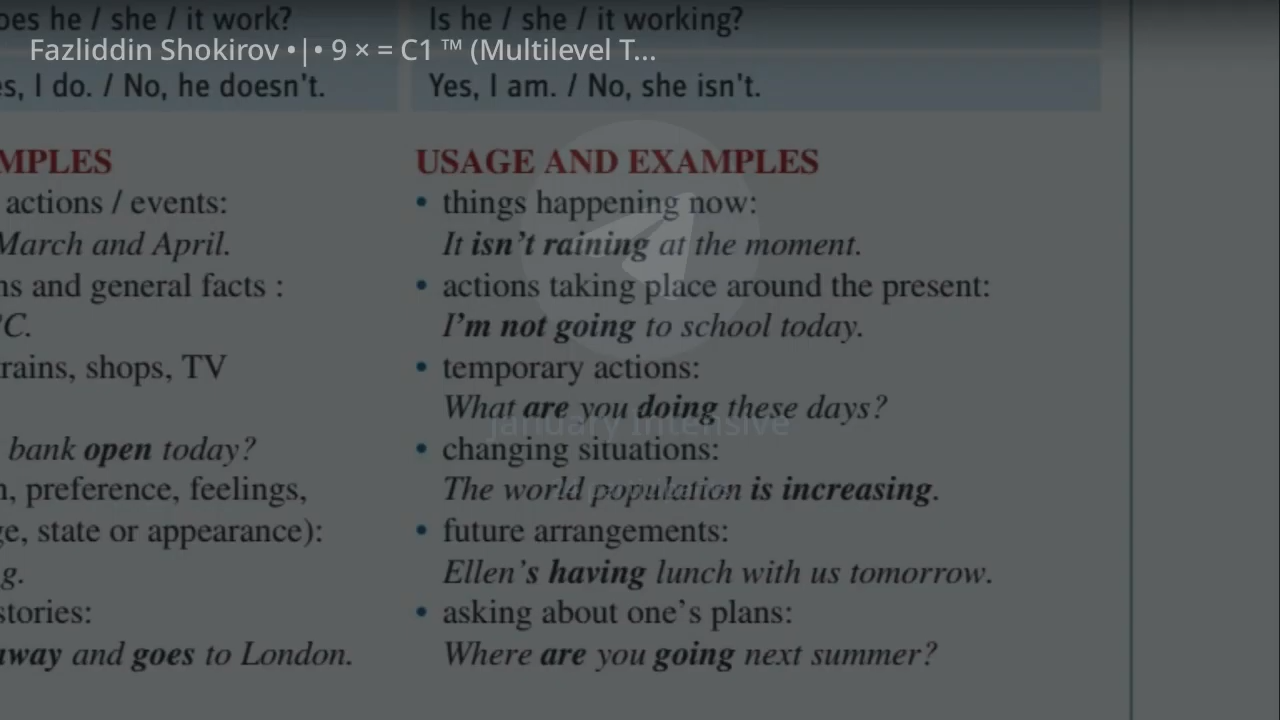 oes he / she / it work?
Is he / she / it working?
Fazliddin Shokirov •|• 9 × = C1 ™ (Multilevel T...
es, I do. / No, he doesn't.
Yes, I am. / No, she isn't.
MPLES
actions / events:
March and April.
ns and general facts :
°C.
rains, shops, TV
bank open today?
n, preference, feelings,
ge, state or appearance):
g.
stories:
away and goes to London.
USAGE AND EXAMPLES
• things happening now:
It isn't raining at the moment.
• actions taking place around the present:
I'm not going to school today.
• temporary actions:
What are you doing these days?
January Intensive
• changing situations:
The world population is increasing.
• future arrangements:
Ellen's having lunch with us tomorrow.
• asking about one's plans:
Where are you going next summer?